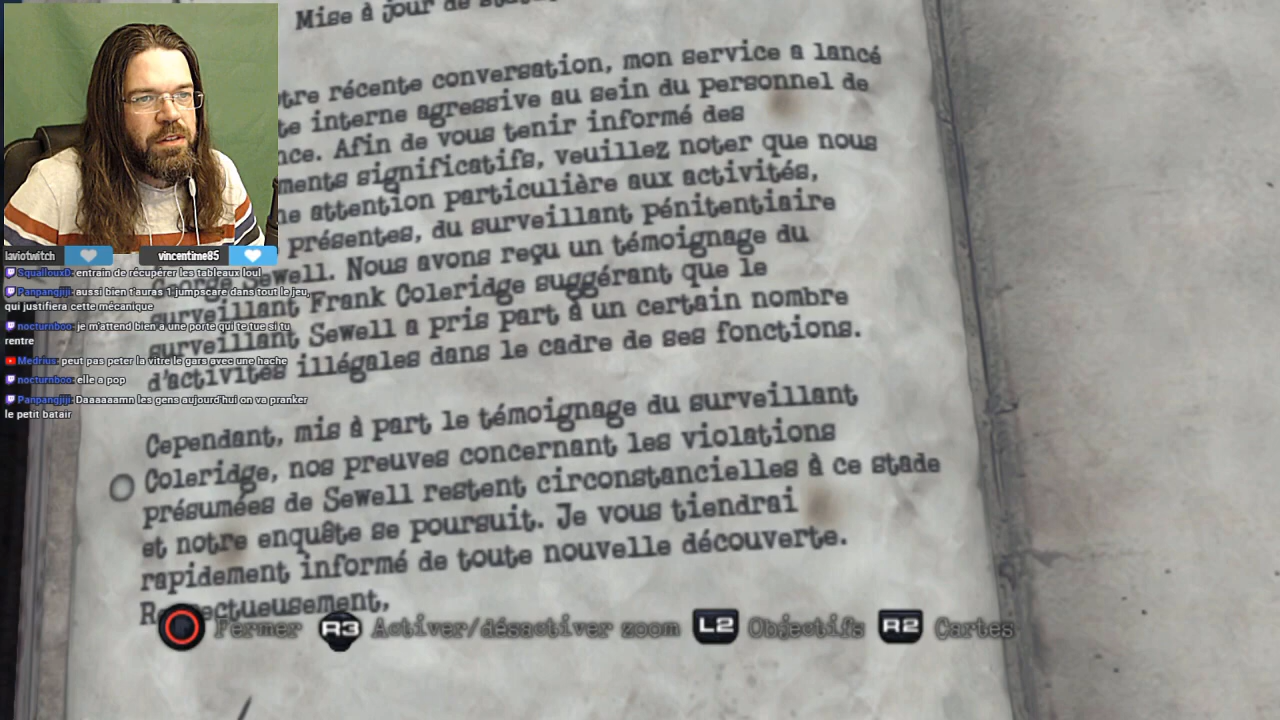 Mise à jour de
récente conversation, mon service a lancé
interne agressive au sein du personnel de
Afin de vous tenir informé des
significatifs, veuillez noter que nous
attention particulière aux activités,
présentes, du surveillant pénitentiaire
Sewell. Nous avons reçu un témoignage du
surveillant Frank Coleridge suggérant que le
surveillant Sewell a pris part à un certain nombre
d'activités illégales dans le cadre de ses fonctions.
Cependant, mis à part le témoignage du surveillant
Coleridge, nos preuves concernant les violations
présumées de Sewell restent circonstancielles à ce stade
et notre enquête se poursuit. Je vous tiendrai
rapidement informé de toute nouvelle découverte.
Respectueusement,
Fermer R3 Activer/désactiver zoom L2 Objectifs R2 Cartes
laviotwitch vincentime85
SquallouxD: entrain de récupérer les tableaux loul
Panpangjiji: aussi bien t'auras 1 jumpscare dans tout le jeu,
qui justifiera cette mécanique
nocturnboo: je m'attend bien a une porte qui te tue si tu
rentre
Medrius: peut pas peter la vitre le gars avec une hache
nocturnboo: elle a pop
Panpangjiji: Daaaaaamn les gens aujourd'hui on va pranker
le petit batair